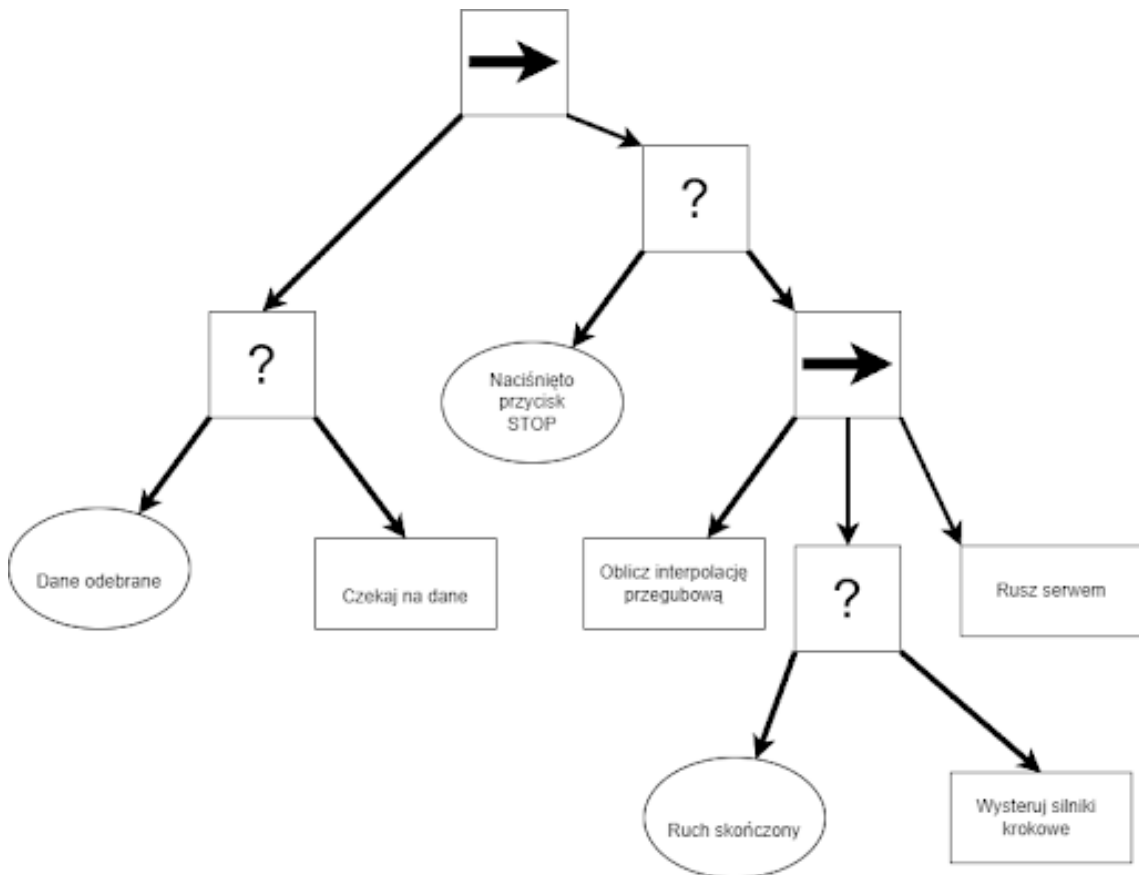 ?
?
Naciśnięto
przycisk
STOP
Dane odebrane
Czekaj na dane
Oblicz interpolację
przegubową
?
Rusz serwem
Ruch skończony
Wysteruj silniki
krokowe